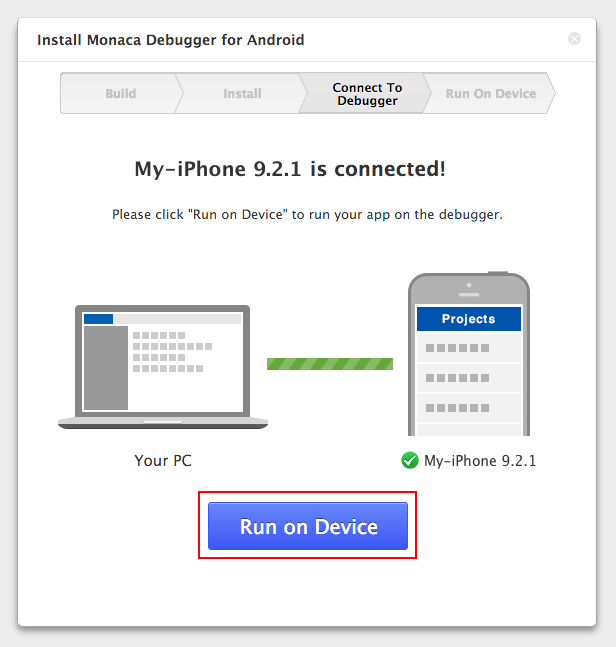 Install Monaca Debugger for Android
Build
Install
Connect To
Debugger
Run On Device
My-iPhone 9.2.1 is connected!
Please click "Run on Device" to run your app on the debugger.
Projects
Your PC
My-iPhone 9.2.1
Run on Device